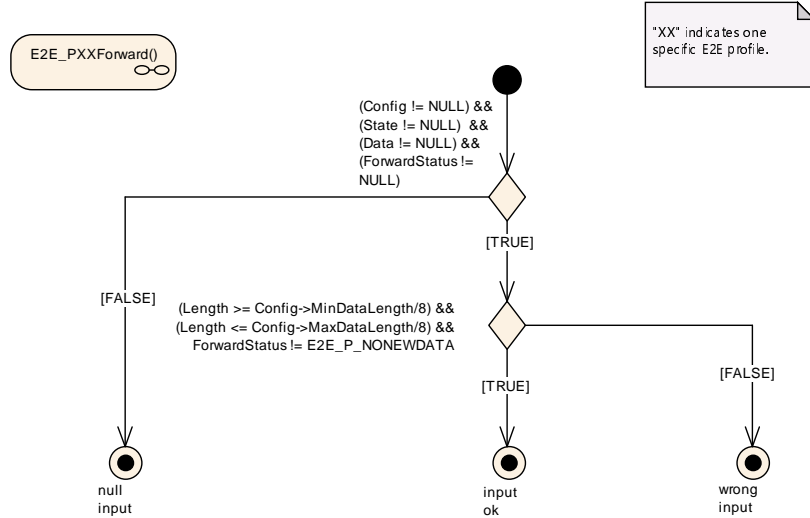 E2E_PXXForward()
"XX" indicates one
specific E2E profile.
(Config != NULL) &&
(State != NULL)  &&
(Data != NULL) &&
(ForwardStatus !=
NULL)
[TRUE]
[FALSE]
(Length >= Config->MinDataLength/8) &&
(Length <= Config->MaxDataLength/8) &&
ForwardStatus != E2E_P_NONEWDATA
[FALSE]
[TRUE]
null
input
input
ok
wrong
input